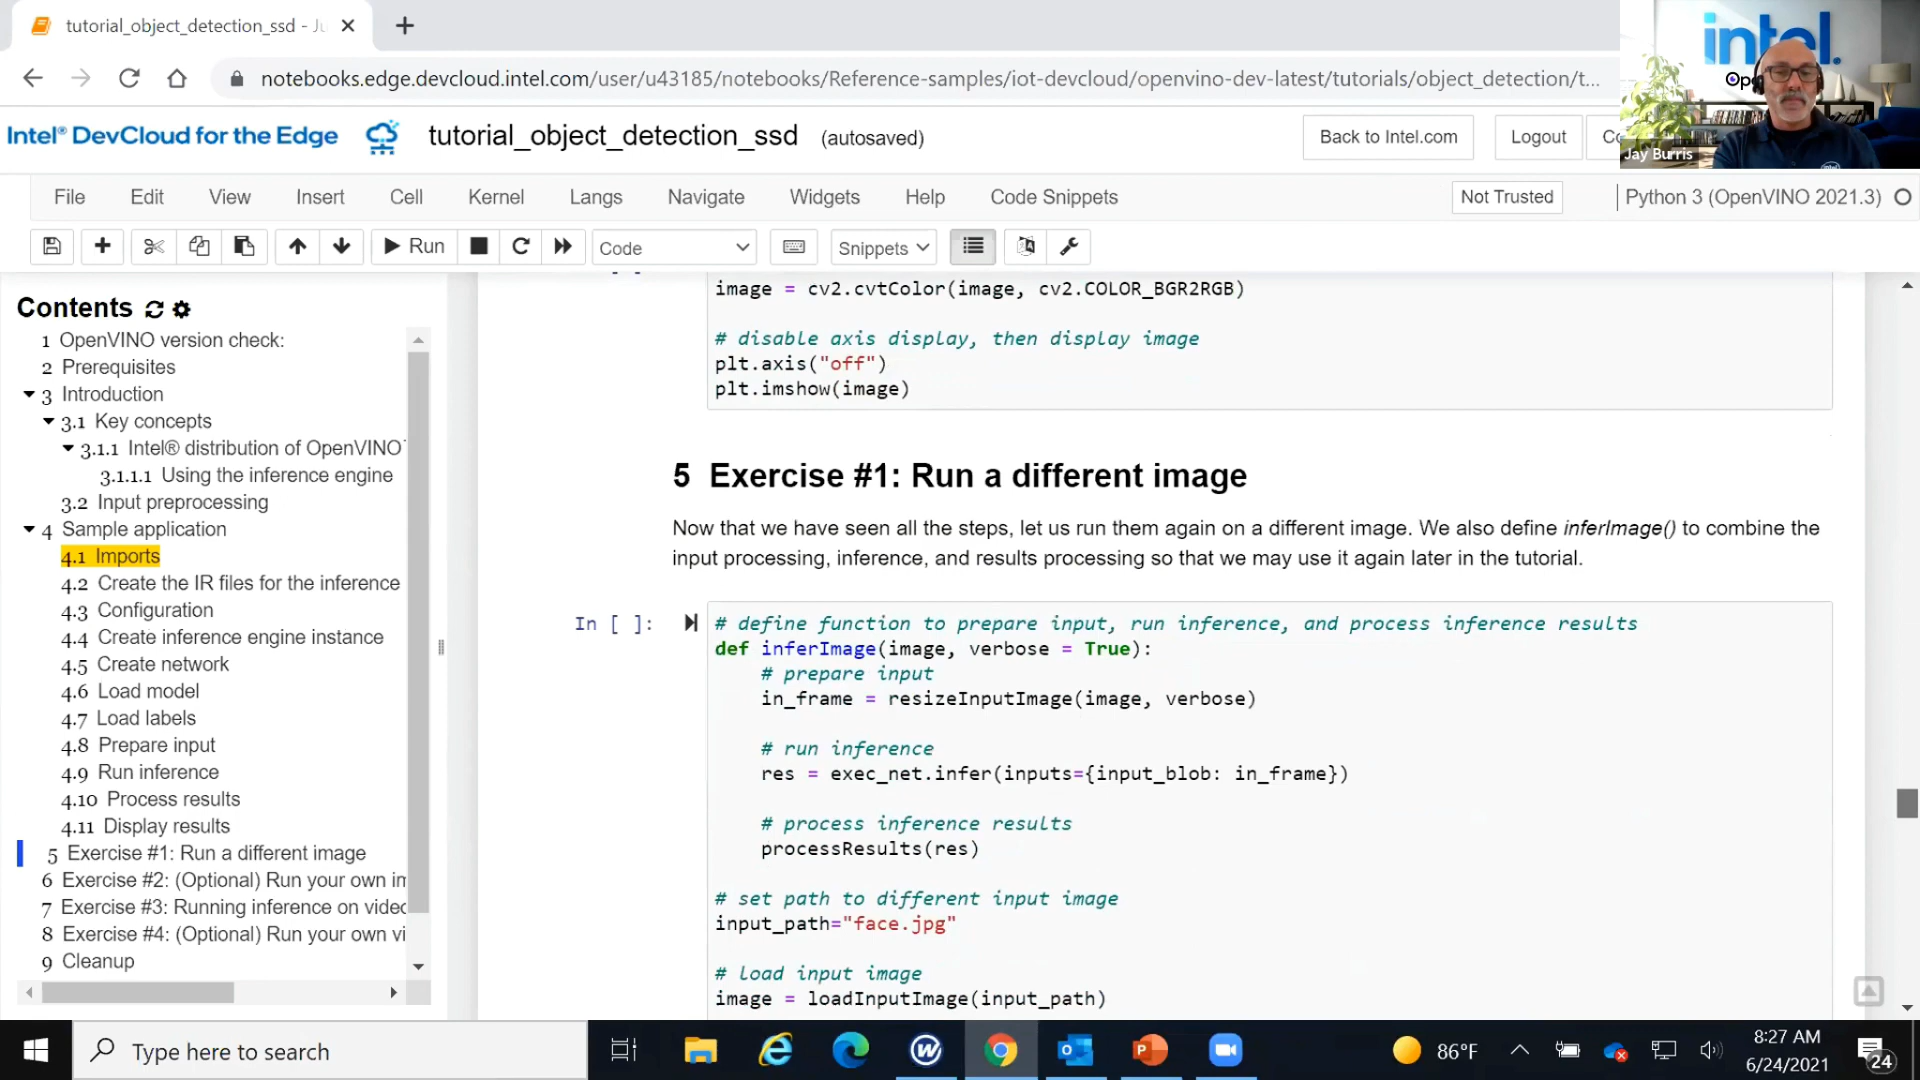 tutorial_object_detection_ssd - Ju
notebooks.edge.devcloud.intel.com/user/u43185/notebooks/Reference-samples/iot-devcloud/openvino-dev-latest/tutorials/object_detection/t...
intel.
Ope
Jay Burris
Intel® DevCloud for the Edge
tutorial_object_detection_ssd (autosaved)
Back to Intel.com
Logout
Co
File Edit View Insert Cell Kernel Langs Navigate Widgets Help Code Snippets
Not Trusted
Python 3 (OpenVINO 2021.3)
Run
Code
Snippets
Contents
1 OpenVINO version check:
2 Prerequisites
3 Introduction
3.1 Key concepts
3.1.1 Intel® distribution of OpenVINO™
3.1.1.1 Using the inference engine
3.2 Input preprocessing
4 Sample application
4.1 Imports
4.2 Create the IR files for the inference
4.3 Configuration
4.4 Create inference engine instance
4.5 Create network
4.6 Load model
4.7 Load labels
4.8 Prepare input
4.9 Run inference
4.10 Process results
4.11 Display results
5 Exercise #1: Run a different image
6 Exercise #2: (Optional) Run your own im
7 Exercise #3: Running inference on video
8 Exercise #4: (Optional) Run your own vi
9 Cleanup
image = cv2.cvtColor(image, cv2.COLOR_BGR2RGB)
# disable axis display, then display image
plt.axis("off")
plt.imshow(image)
5 Exercise #1: Run a different image
Now that we have seen all the steps, let us run them again on a different image. We also define inferImage() to combine the
input processing, inference, and results processing so that we may use it again later in the tutorial.
In [ ]:
# define function to prepare input, run inference, and process inference results
def inferImage(image, verbose = True):
# prepare input
in_frame = resizeInputImage(image, verbose)
# run inference
res = exec_net.infer(inputs={input_blob: in_frame})
# process inference results
processResults(res)
# set path to different input image
input_path="face.jpg"
# load input image
image = loadInputImage(input_path)
Type here to search
86°F
8:27 AM
6/24/2021
24